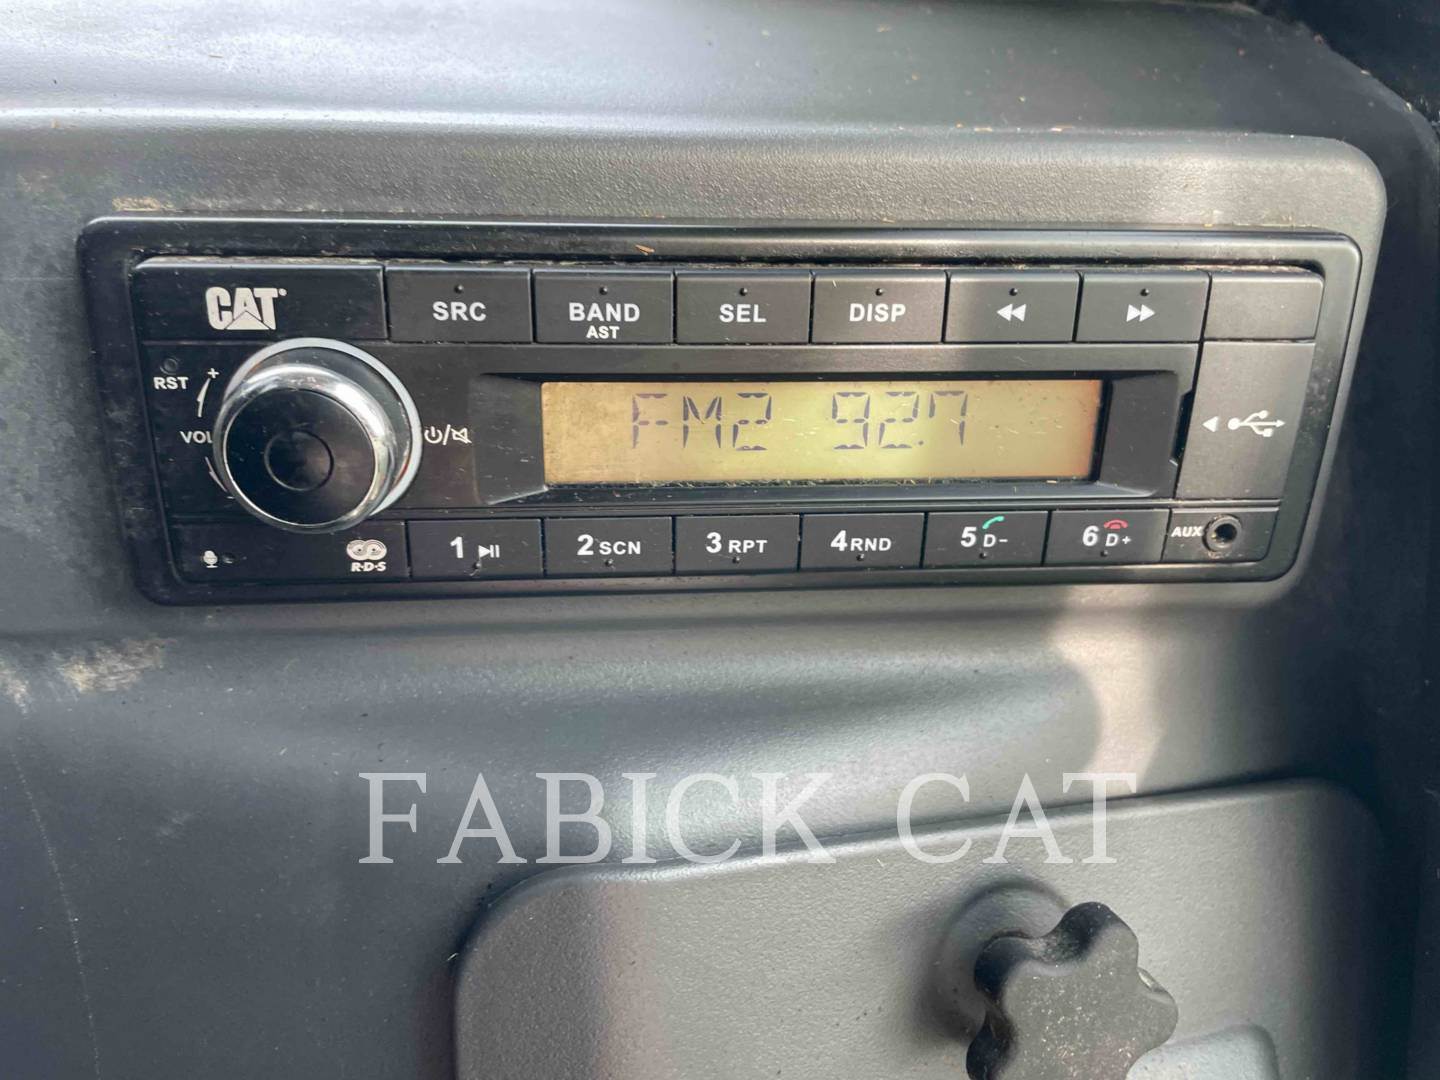 CAT
SRC
BAND
AST
SEL
DISP
RST
+
VOL
FM2 92.7
R·D·S
1
2 SCN
3 RPT
4 RND
5 D-
6 D+
AUX
FABICK CAT